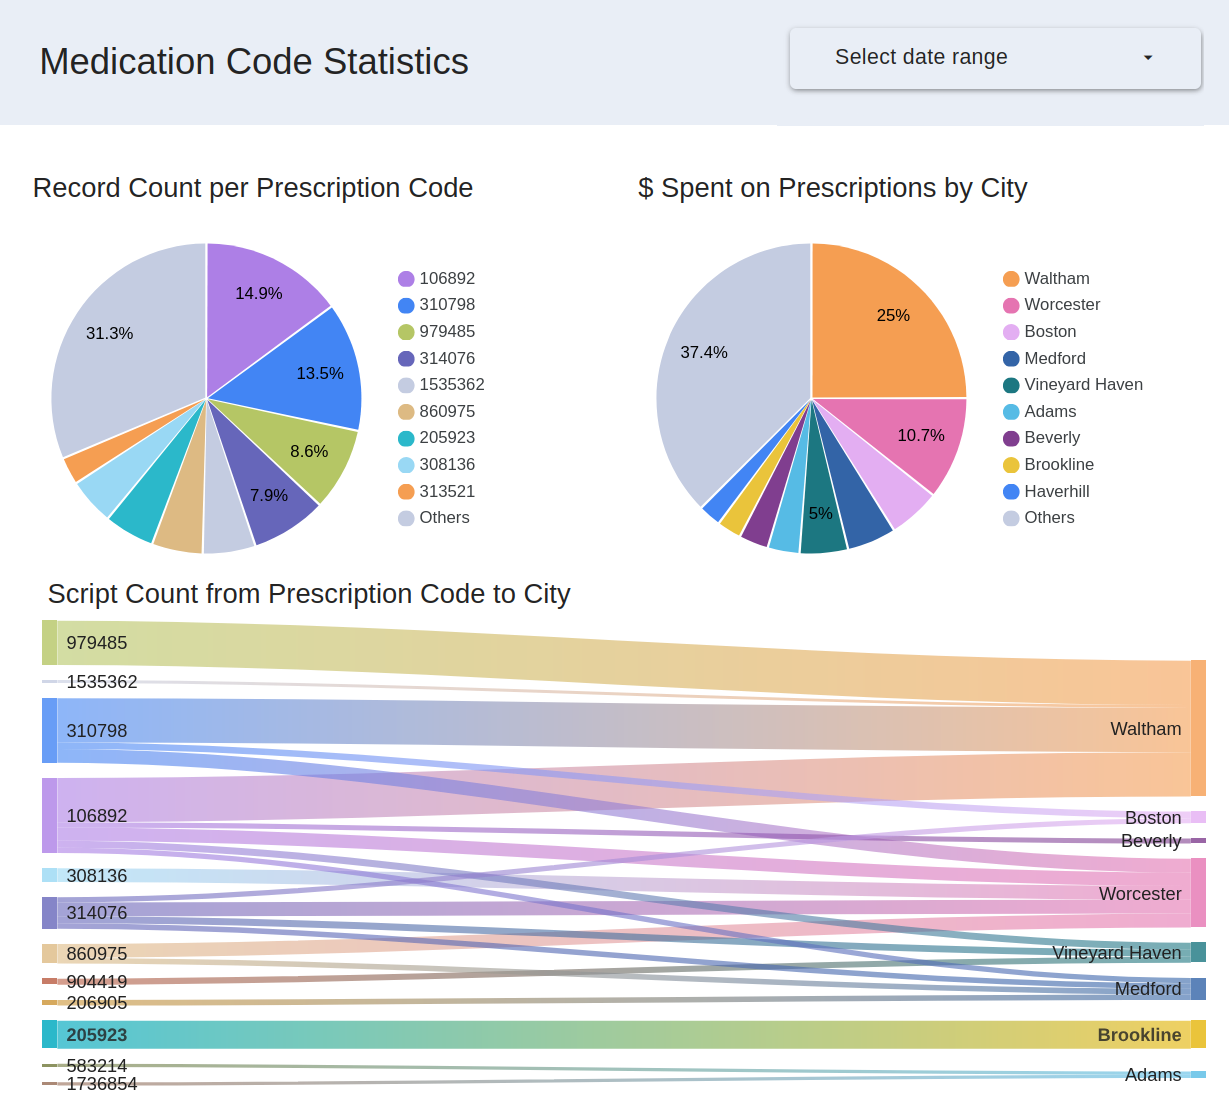 Medication Code Statistics
Select date range
Record Count per Prescription Code
14.9%
31.3%
13.5%
8.6%
7.9%
106892
310798
979485
314076
1535362
860975
205923
308136
313521
Others
$ Spent on Prescriptions by City
25%
37.4%
10.7%
5%
Waltham
Worcester
Boston
Medford
Vineyard Haven
Adams
Beverly
Brookline
Haverhill
Others
Script Count from Prescription Code to City
979485
1535362
310798
106892
308136
314076
860975
904419
206905
205923
583214
1736854
Waltham
Boston
Beverly
Worcester
Vineyard Haven
Medford
Brookline
Adams